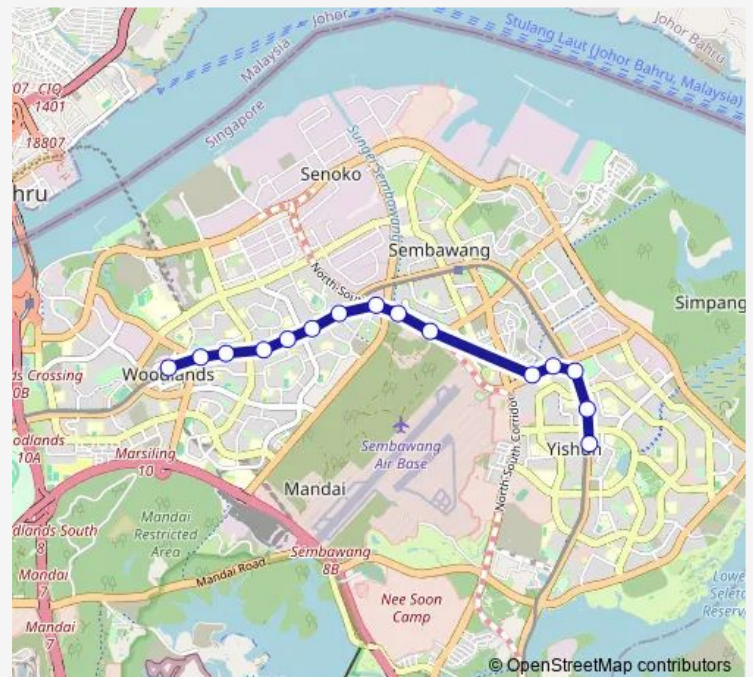 07 CIQ
1401
18807
hru
Johor
Malaysia
Singapore
Stulang Laut (Johor Bahru, Malaysia)
Johor Bahru
Senoko
Sungei Sembawang
Sembawang
Simpang
North-Sou
ds Crossing
0B
Woodlands
oodlands
10A
Marsiling
10
Sembawang
Air Base
North-South Corridor
Yishun
dlands South
8
Mandai
Mandai
Restricted
Area
Mandai
7
Sembawang
8B
Mandai Road
Nee Soon
Camp
Mandai
7
Lowe
Seleta
Reserv
© OpenStreetMap contributors